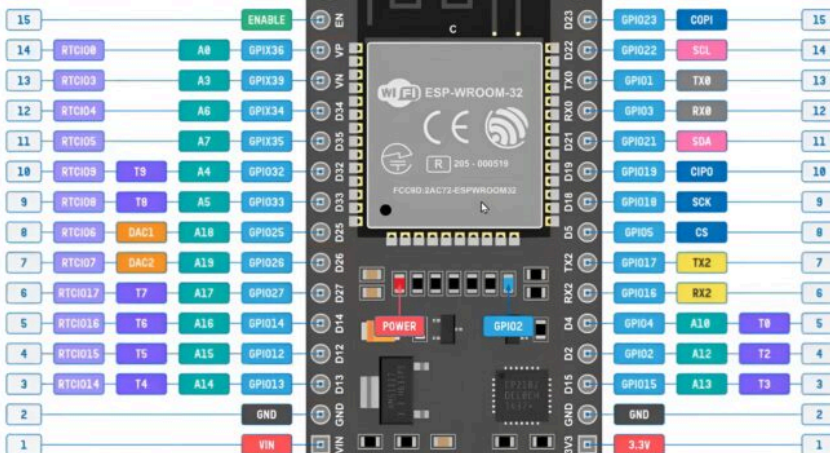 15 ENABLE EN D23 GPIO23 COPI 15
14 RTCIO0 A0 GPIX36 VP D22 GPIO22 SCL 14
13 RTCIO3 A3 GPIX39 VN TX0 GPIO1 TX0 13
12 RTCIO4 A6 GPIX34 D34 RX0 GPIO3 RX0 12
11 RTCIO5 A7 GPIX35 D35 D21 GPIO21 SDA 11
10 RTCIO9 T9 A4 GPIO32 D32 D19 GPIO19 CIPO 10
9 RTCIO8 T8 A5 GPIO33 D33 D18 GPIO18 SCK 9
8 RTCIO6 DAC1 A18 GPIO25 D25 D5 GPIO5 CS 8
7 RTCIO7 DAC2 A19 GPIO26 D26 TX2 GPIO17 TX2 7
6 RTCIO17 T7 A17 GPIO27 D27 RX2 GPIO16 RX2 6
5 RTCIO16 T6 A16 GPIO14 D14 D4 GPIO4 A10 T0 5
4 RTCIO15 T5 A15 GPIO12 D12 D2 GPIO2 A12 T2 4
3 RTCIO14 T4 A14 GPIO13 D13 D15 GPIO15 A13 T3 3
2 GND GND GND GND 2
1 VIN VIN 3V3 3.3V 1
C
Wi Fi ESP-WROOM-32
CE
R 205 - 000519
FCC6D:2AC72-ESPWROOM32
POWER GPIO2